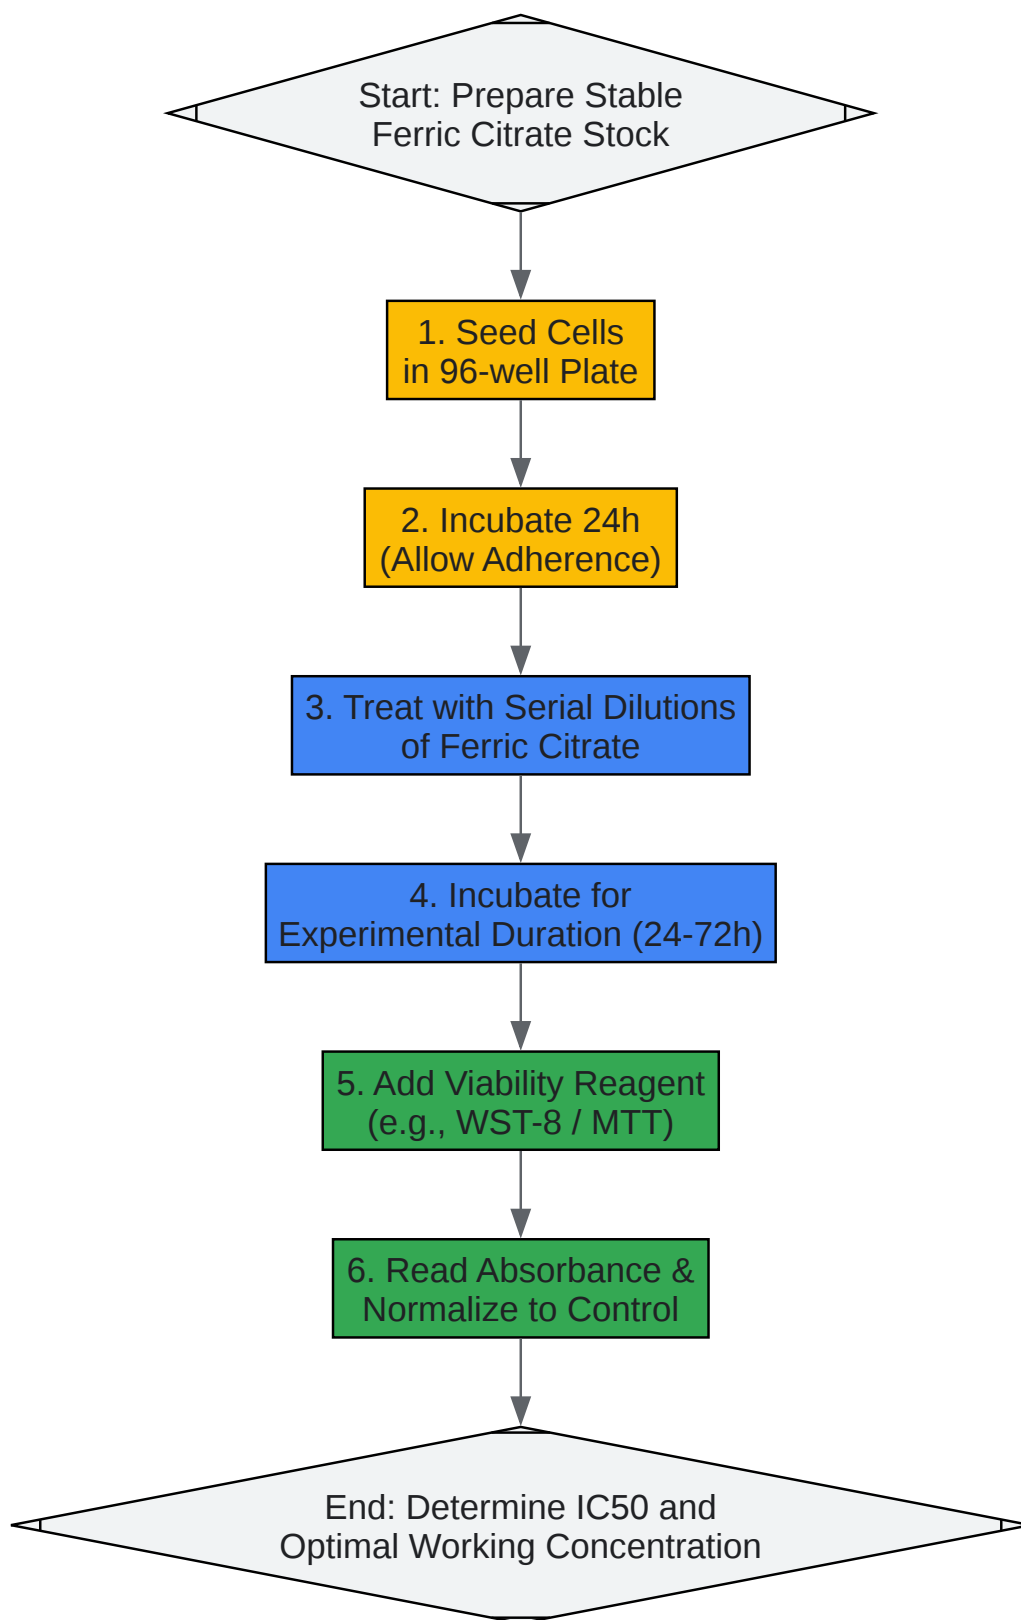 Start: Prepare Stable
Ferric Citrate Stock
1. Seed Cells
in 96-well Plate
2. Incubate 24h
(Allow Adherence)
3. Treat with Serial Dilutions
of Ferric Citrate
4. Incubate for
Experimental Duration (24-72h)
5. Add Viability Reagent
(e.g., WST-8 / MTT)
6. Read Absorbance &
Normalize to Control
End: Determine IC50 and
Optimal Working Concentration